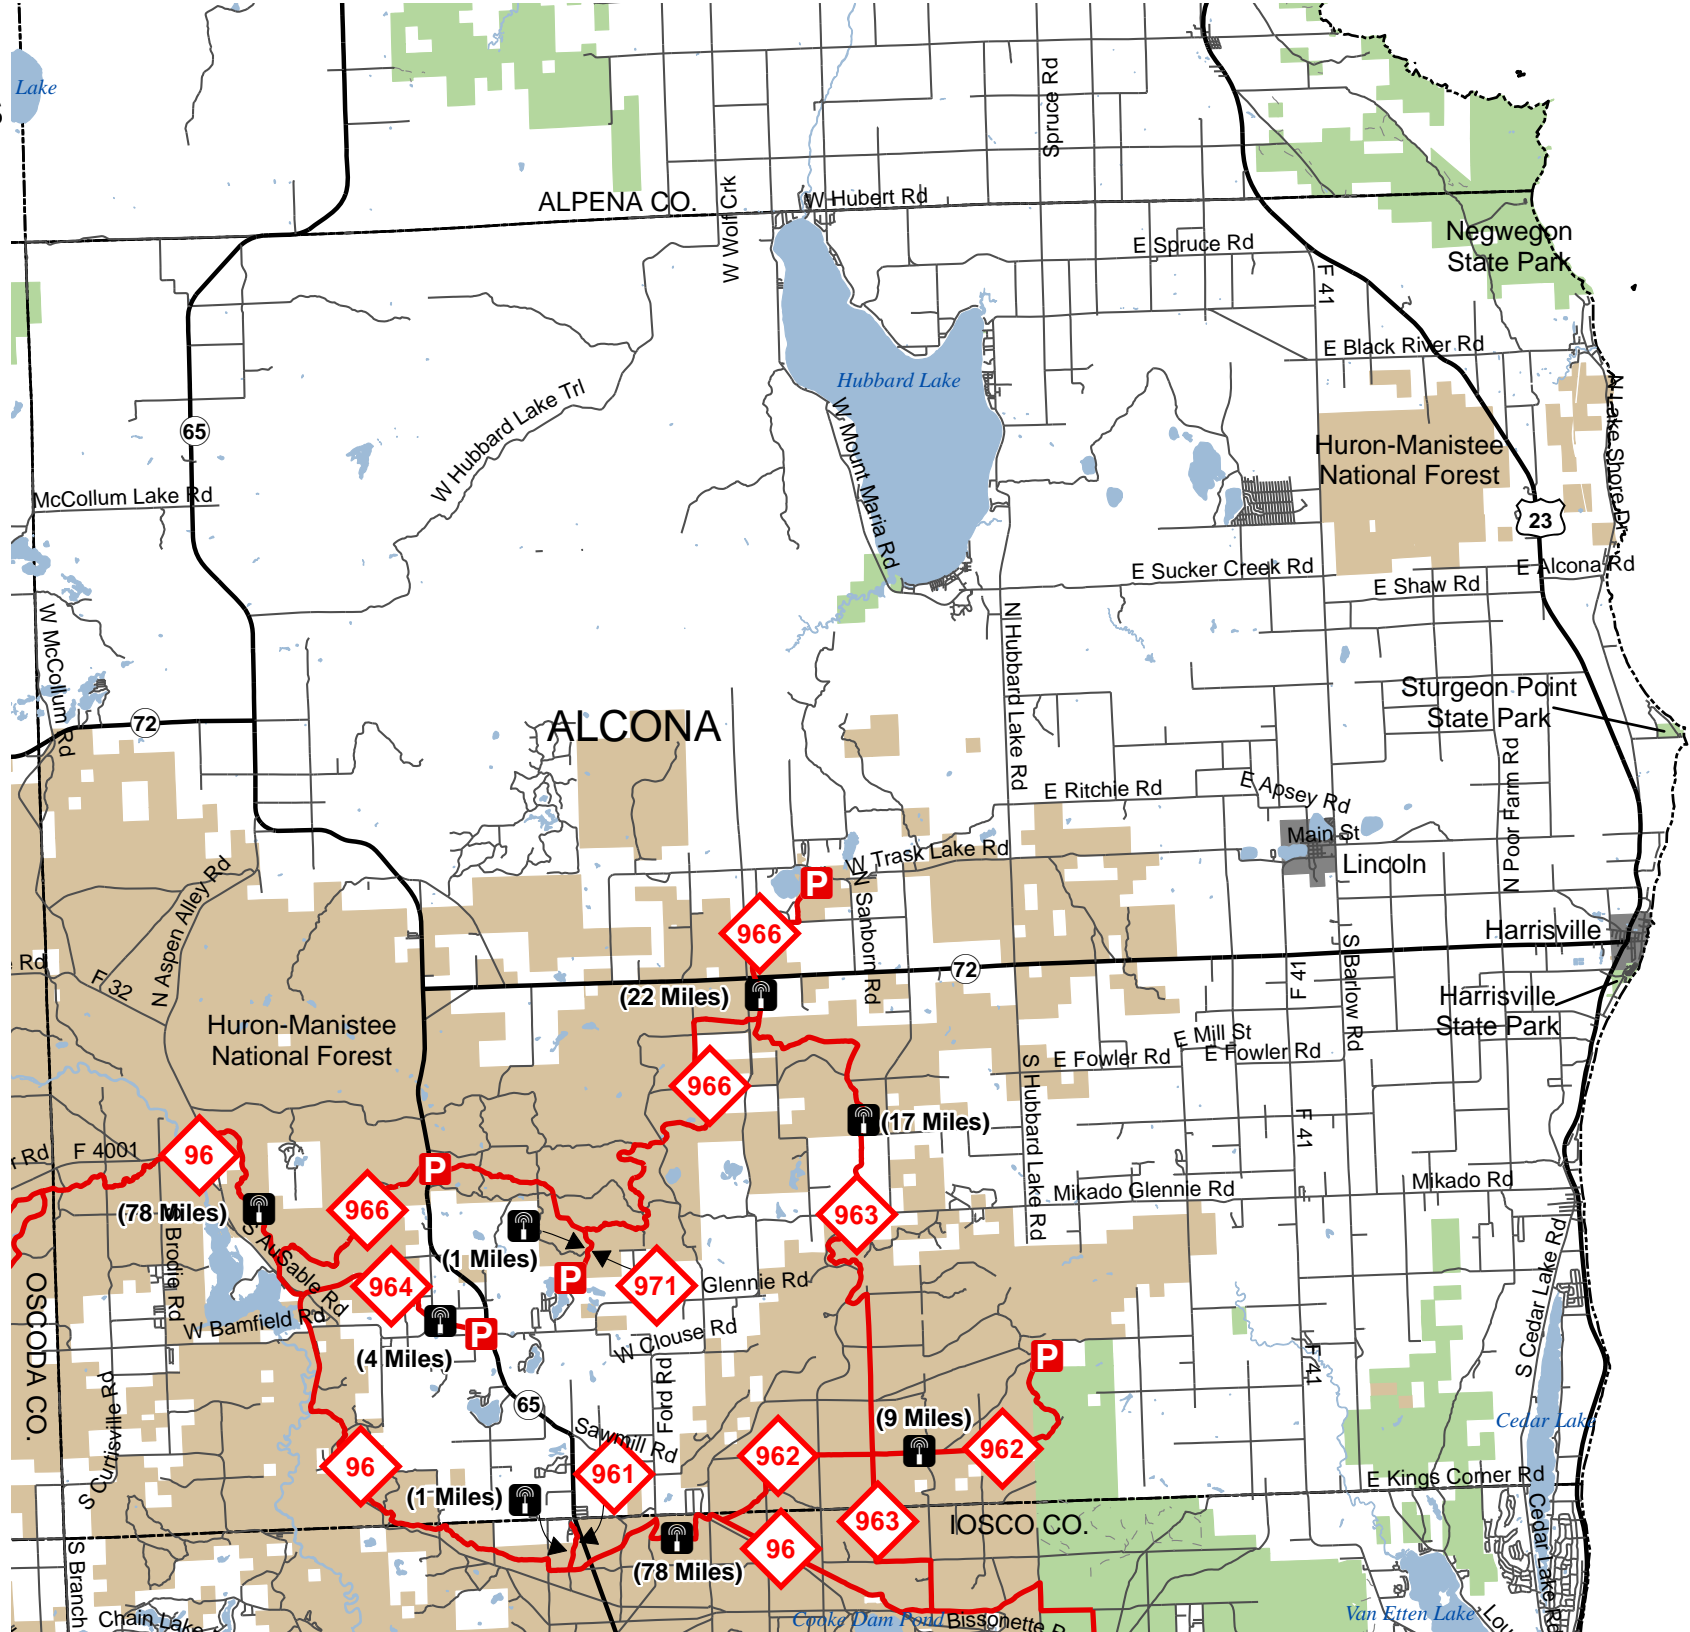 Lake
Spruce Rd
ALPENA CO.
W Wolf Crk
W Hubert Rd
E Spruce Rd
F 41
Negwegon
State Park
E Black River Rd
N Lake Shore Dr
Hubbard Lake
W Hubbard Lake Trl
W Mount Maria Rd
65
McCollum Lake Rd
Huron-Manistee
National Forest
23
E Sucker Creek Rd
E Shaw Rd
E Alcona Rd
W McCollum Rd
N Hubbard Lake Rd
Sturgeon Point
State Park
72
ALCONA
N Poor Farm Rd
E Ritchie Rd
E Apsey Rd
Main St
Lincoln
W Trask Lake Rd
N Aspen Alley Rd
P
N Sanborn Rd
966
Harrisville
Rd
F 32
72
F 41
S Barlow Rd
(22 Miles)
Harrisville
State Park
Huron-Manistee
National Forest
E Mill St
E Fowler Rd
E Fowler Rd
S Hubbard Lake Rd
966
(17 Miles)
F 41
96
F 4001
r Rd
P
Mikado Glennie Rd
Mikado Rd
(78 Miles)
966
963
S Brodie Rd
S AuSable Rd
(1 Miles)
P
971
Glennie Rd
964
S Cedar Lake Rd
OSCODA CO.
W Bamfield Rd
P
(4 Miles)
W Clouse Rd
Ford Rd
P
F 41
S Curtisville Rd
65
(9 Miles)
Cedar Lake
Sawmill Rd
96
961
962
962
E Kings Corner Rd
(1 Miles)
963
IOSCO CO.
Cedar Lake Rd
96
(78 Miles)
S Branch
Chain Lake
Cooke Dam Pond
Bissonette
Van Etten Lake
Lou